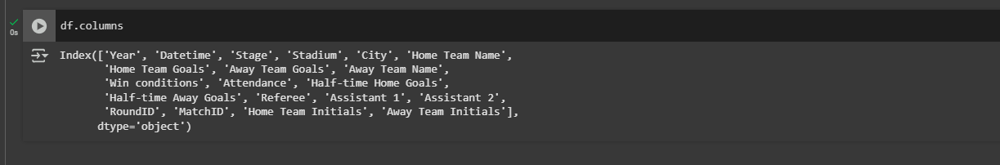 df.columns
0s
Index(['Year', 'Datetime', 'Stage', 'Stadium', 'City', 'Home Team Name',
'Home Team Goals', 'Away Team Goals', 'Away Team Name',
'Win conditions', 'Attendance', 'Half-time Home Goals',
'Half-time Away Goals', 'Referee', 'Assistant 1', 'Assistant 2',
'RoundID', 'MatchID', 'Home Team Initials', 'Away Team Initials'],
dtype='object')